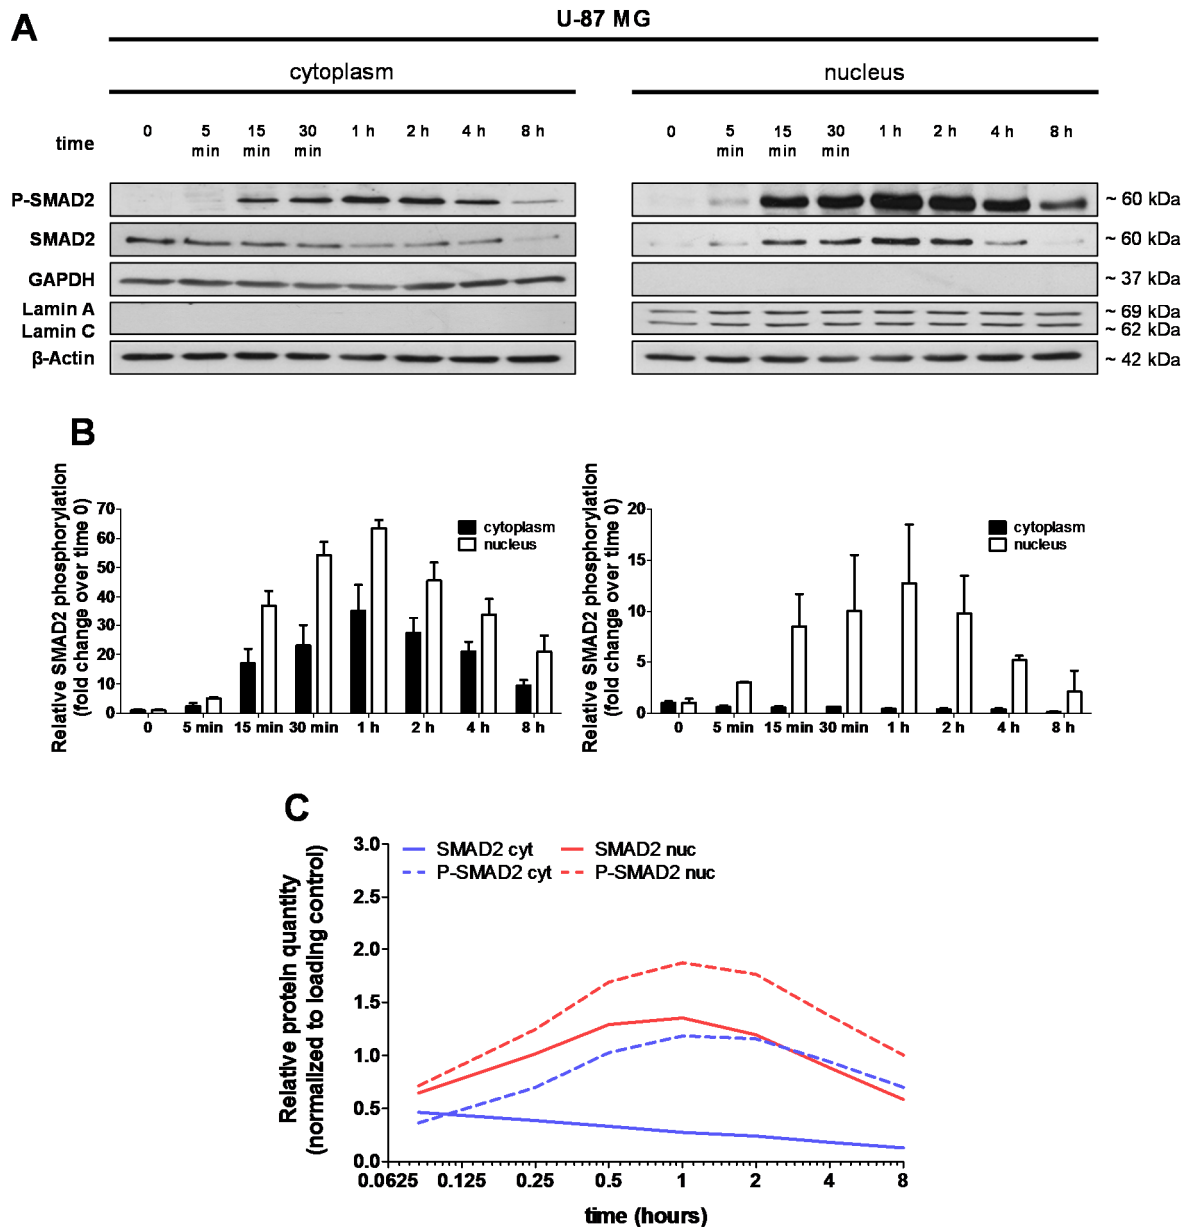 A
U-87 MG
cytoplasm nucleus
time 0 5 min 15 min 30 min 1 h 2 h 4 h 8 h 0 5 min 15 min 30 min 1 h 2 h 4 h 8 h
P-SMAD2 ~ 60 kDa
SMAD2 ~ 60 kDa
GAPDH ~ 37 kDa
Lamin A ~ 69 kDa
Lamin C ~ 62 kDa
β-Actin ~ 42 kDa
B
Relative SMAD2 phosphorylation
(fold change over time 0)
70
60
50
40
30
20
10
0
cytoplasm
nucleus
0 5 min 15 min 30 min 1 h 2 h 4 h 8 h
Relative SMAD2 phosphorylation
(fold change over time 0)
20
15
10
5
0
cytoplasm
nucleus
0 5 min 15 min 30 min 1 h 2 h 4 h 8 h
C
Relative protein quantity
(normalized to loading control)
3.0
2.5
2.0
1.5
1.0
0.5
0.0
SMAD2 cyt SMAD2 nuc
P-SMAD2 cyt P-SMAD2 nuc
0.0625 0.125 0.25 0.5 1 2 4 8
time (hours)